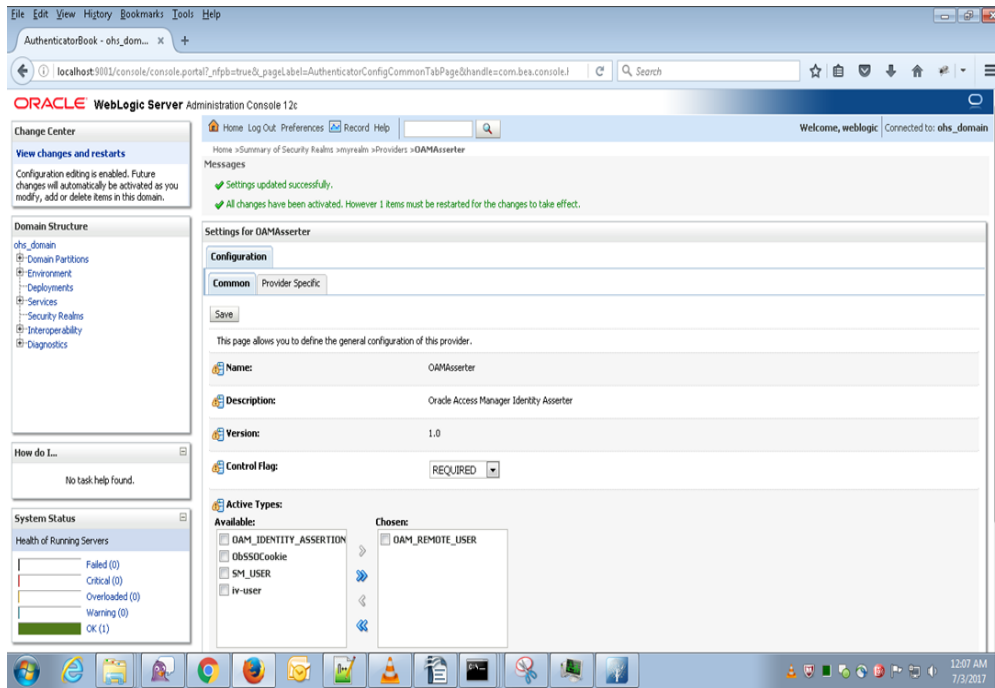 File Edit View History Bookmarks Tools Help
AuthenticatorBook - ohs_dom... × +
localhost:9001/console/console.portal?_nfpb=true&_pageLabel=AuthenticatorConfigCommonTabPage&handle=com.bea.console.l
Search
ORACLE WebLogic Server Administration Console 12c
Change Center
View changes and restarts
Configuration editing is enabled. Future
changes will automatically be activated as you
modify, add or delete items in this domain.
Domain Structure
ohs_domain
Domain Partitions
Environment
Deployments
Services
Security Realms
Interoperability
Diagnostics
How do I...
No task help found.
System Status
Health of Running Servers
Failed (0)
Critical (0)
Overloaded (0)
Warning (0)
OK (1)
Home Log Out Preferences Record Help
Welcome, weblogic Connected to: ohs_domain
Home >Summary of Security Realms >myrealm >Providers >OAMAsserter
Messages
Settings updated successfully.
All changes have been activated. However 1 items must be restarted for the changes to take effect.
Settings for OAMAsserter
Configuration
Common Provider Specific
Save
This page allows you to define the general configuration of this provider.
Name: OAMAsserter
Description: Oracle Access Manager Identity Asserter
Version: 1.0
Control Flag: REQUIRED
Active Types:
Available: Chosen:
OAM_IDENTITY_ASSERTION OAM_REMOTE_USER
ObSSOCookie
SM_USER
iv-user
12:07 AM
7/3/2017